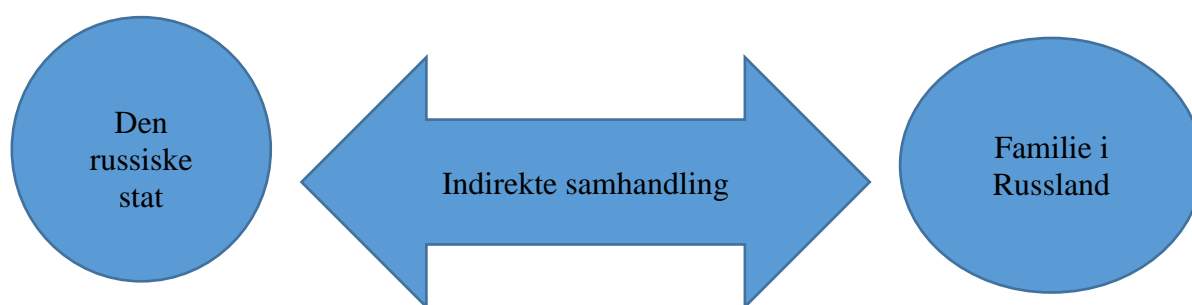 Den
russiske
stat
Indirekte samhandling
Familie i
Russland